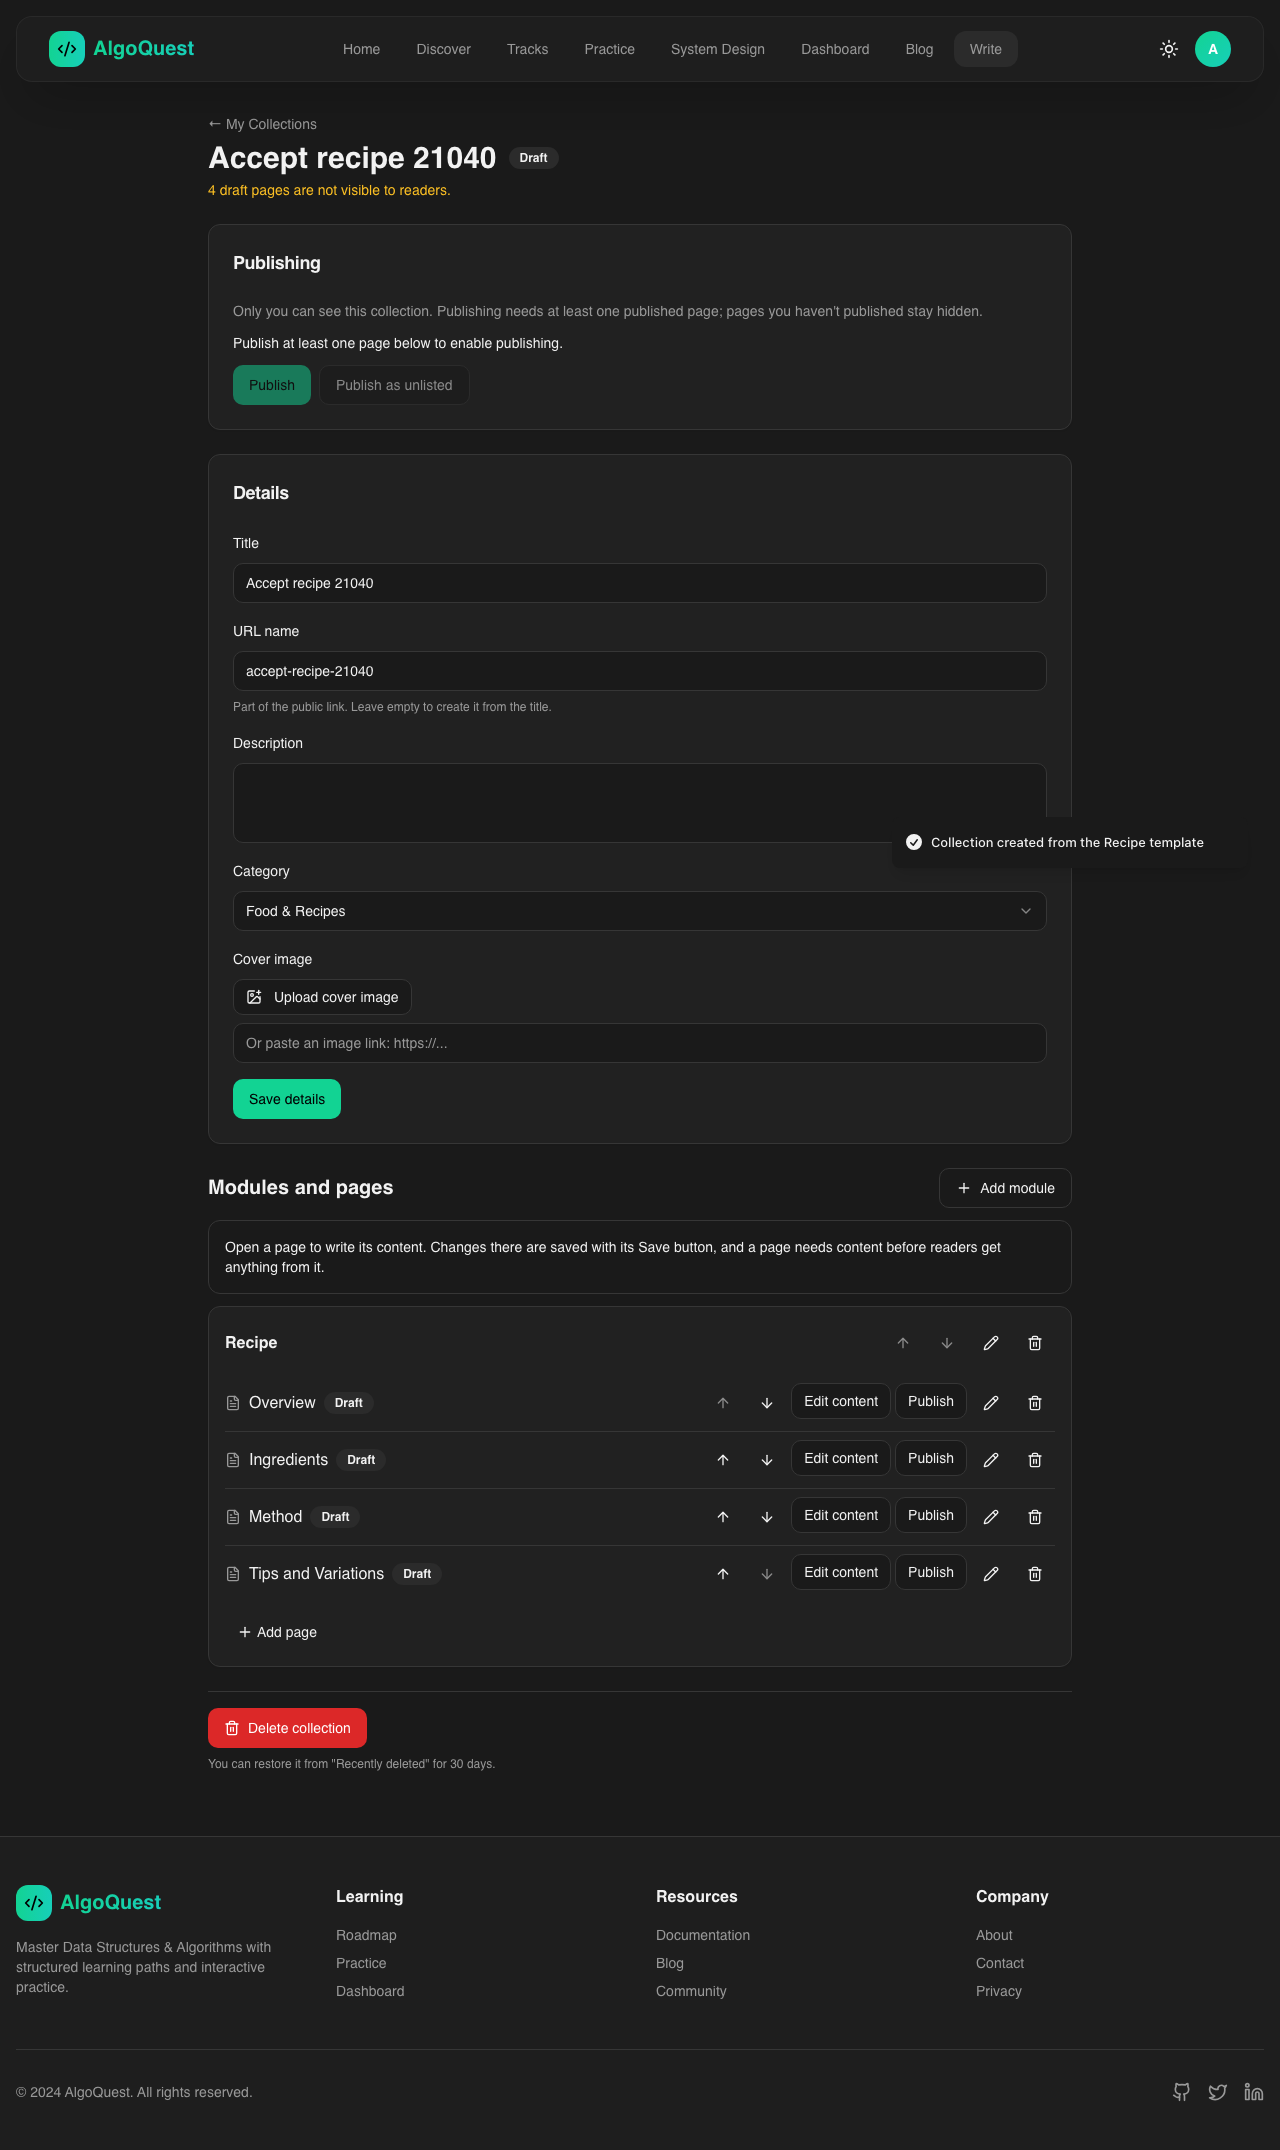 AlgoQuest
Home Discover Tracks Practice System Design Dashboard Blog Write
A
← My Collections
Accept recipe 21040 Draft
4 draft pages are not visible to readers.
Publishing
Only you can see this collection. Publishing needs at least one published page; pages you haven't published stay hidden.
Publish at least one page below to enable publishing.
Publish Publish as unlisted
Details
Title
Accept recipe 21040
URL name
accept-recipe-21040
Part of the public link. Leave empty to create it from the title.
Description
Collection created from the Recipe template
Category
Food & Recipes
Cover image
Upload cover image
Or paste an image link: https://...
Save details
Modules and pages
Add module
Open a page to write its content. Changes there are saved with its Save button, and a page needs content before readers get
anything from it.
Recipe
Overview Draft Edit content Publish
Ingredients Draft Edit content Publish
Method Draft Edit content Publish
Tips and Variations Draft Edit content Publish
Add page
Delete collection
You can restore it from "Recently deleted" for 30 days.
AlgoQuest
Master Data Structures & Algorithms with
structured learning paths and interactive
practice.
Learning
Roadmap
Practice
Dashboard
Resources
Documentation
Blog
Community
Company
About
Contact
Privacy
© 2024 AlgoQuest. All rights reserved.